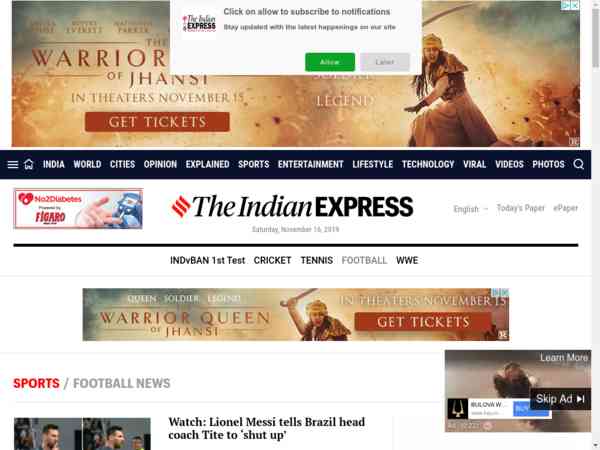 RUPERT EVERETT
NATHANIEL PARKER
THE
WARRIOR
OF JHANSI
IN THEATERS NOVEMBER 15
GET TICKETS
SOLDIER
LEGEND
The Indian
EXPRESS
Click on allow to subscribe to notifications
Stay updated with the latest happenings on our site
Allow
Later
INDIA WORLD CITIES OPINION EXPLAINED SPORTS ENTERTAINMENT LIFESTYLE TECHNOLOGY VIRAL VIDEOS PHOTOS
No2Diabetes
Powered by
FIGARO
The Indian EXPRESS
Saturday, November 16, 2019
English
Today's Paper
ePaper
INDvBAN 1st Test CRICKET TENNIS FOOTBALL WWE
QUEEN SOLDIER LEGEND
WARRIOR QUEEN
OF JHANSI
IN THEATERS NOVEMBER 15
GET TICKETS
Learn More
Skip Ad
BULOVA W...
BUY
Ad
SPORTS / FOOTBALL NEWS
Watch: Lionel Messi tells Brazil head
coach Tite to ‘shut up’